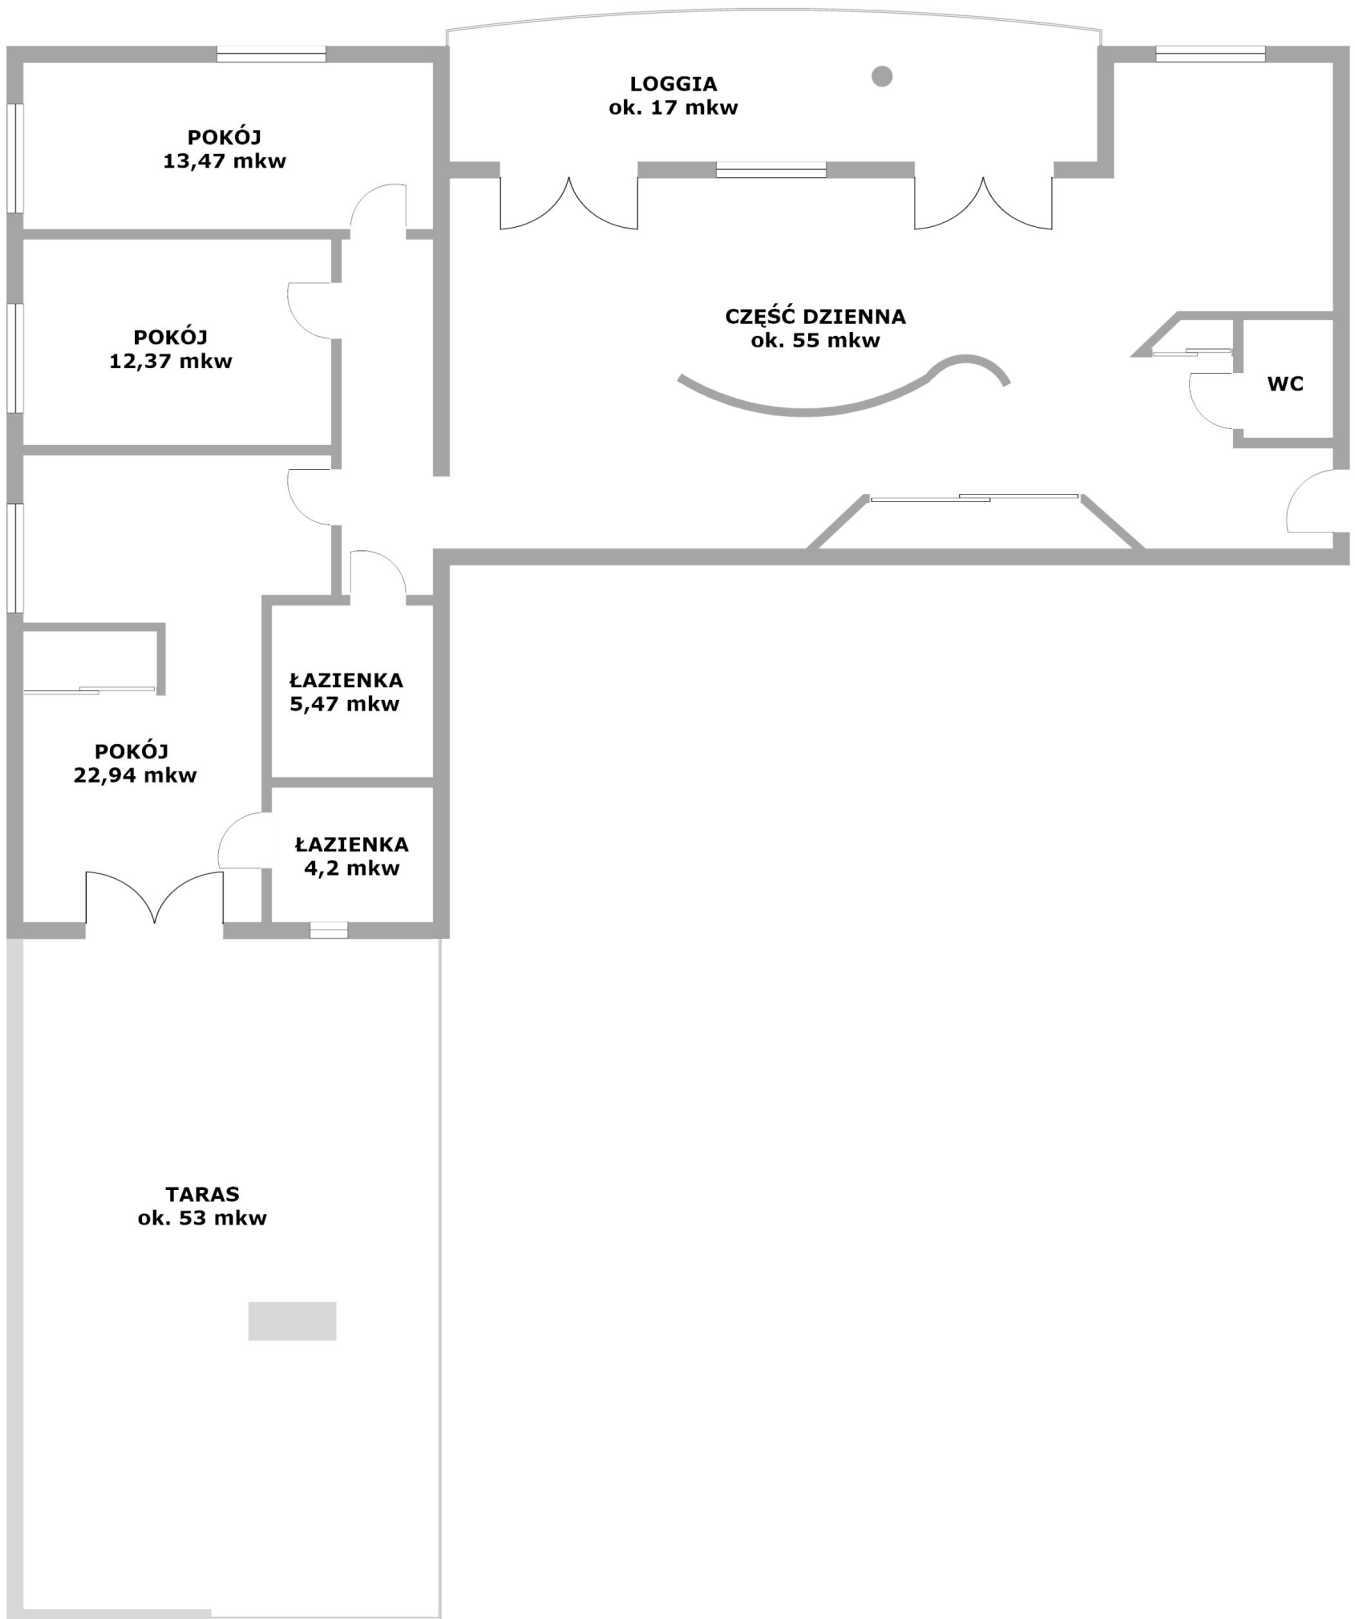 LOGGIA
ok. 17 mkw
POKÓJ
13,47 mkw
CZĘŚĆ DZIENNA
ok. 55 mkw
POKÓJ
12,37 mkw
WC
ŁAZIENKA
5,47 mkw
POKÓJ
22,94 mkw
ŁAZIENKA
4,2 mkw
TARAS
ok. 53 mkw